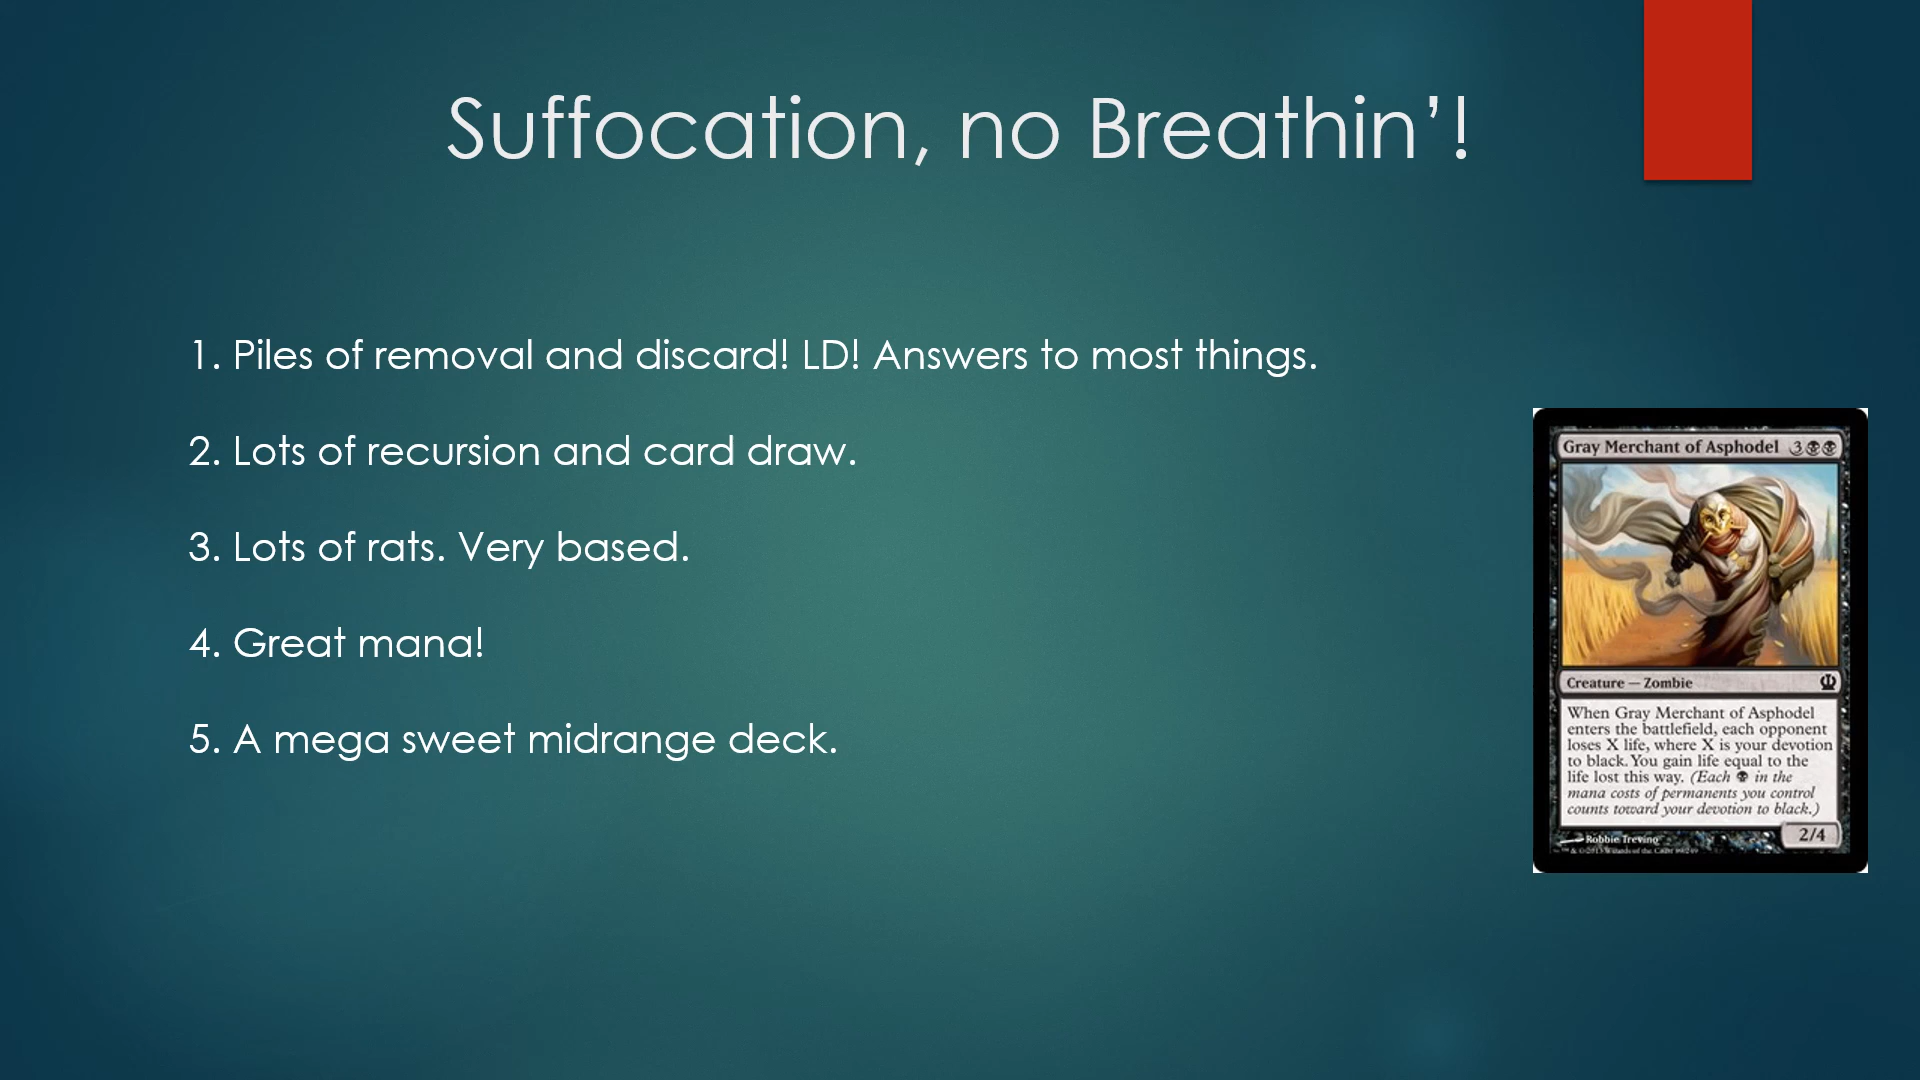 Suffocation, no Breathin’!
1. Piles of removal and discard! LD! Answers to most things.
2. Lots of recursion and card draw.
3. Lots of rats. Very based.
4. Great mana!
5. A mega sweet midrange deck.
Gray Merchant of Asphodel 3
Creature — Zombie
When Gray Merchant of Asphodel
enters the battlefield, each opponent
loses X life, where X is your devotion
to black. You gain life equal to the
life lost this way. (Each in the
mana costs of permanents you control
counts toward your devotion to black.)
2/4
Robbie Trevino